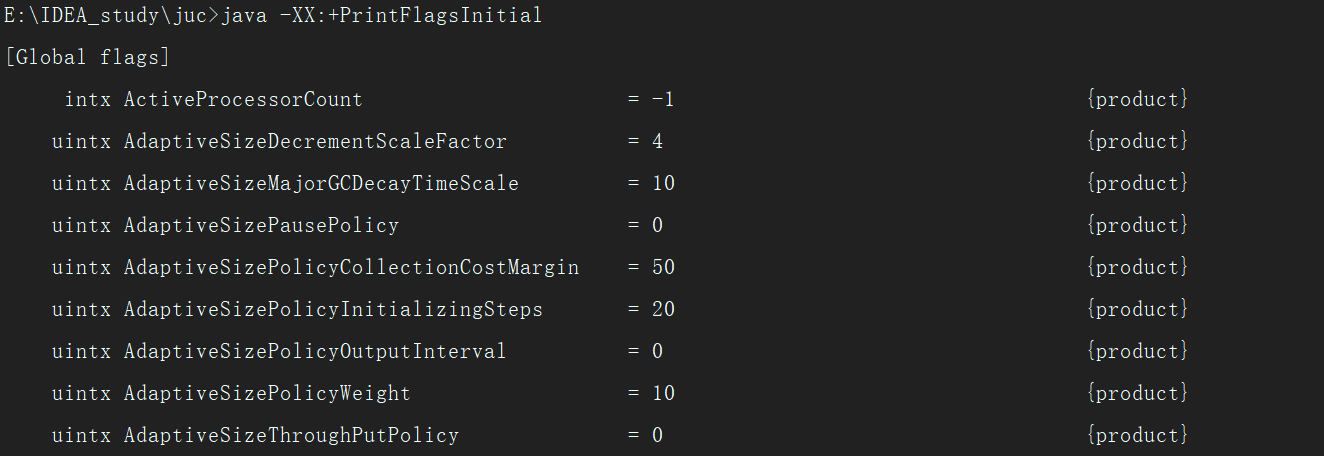 E:\IDEA_study\juc>java -XX:+PrintFlagsInitial
[Global flags]
intx ActiveProcessorCount = -1 {product}
uintx AdaptiveSizeDecrementScaleFactor = 4 {product}
uintx AdaptiveSizeMajorGCDecayTimeScale = 10 {product}
uintx AdaptiveSizePausePolicy = 0 {product}
uintx AdaptiveSizePolicyCollectionCostMargin = 50 {product}
uintx AdaptiveSizePolicyInitializingSteps = 20 {product}
uintx AdaptiveSizePolicyOutputInterval = 0 {product}
uintx AdaptiveSizePolicyWeight = 10 {product}
uintx AdaptiveSizeThroughPutPolicy = 0 {product}